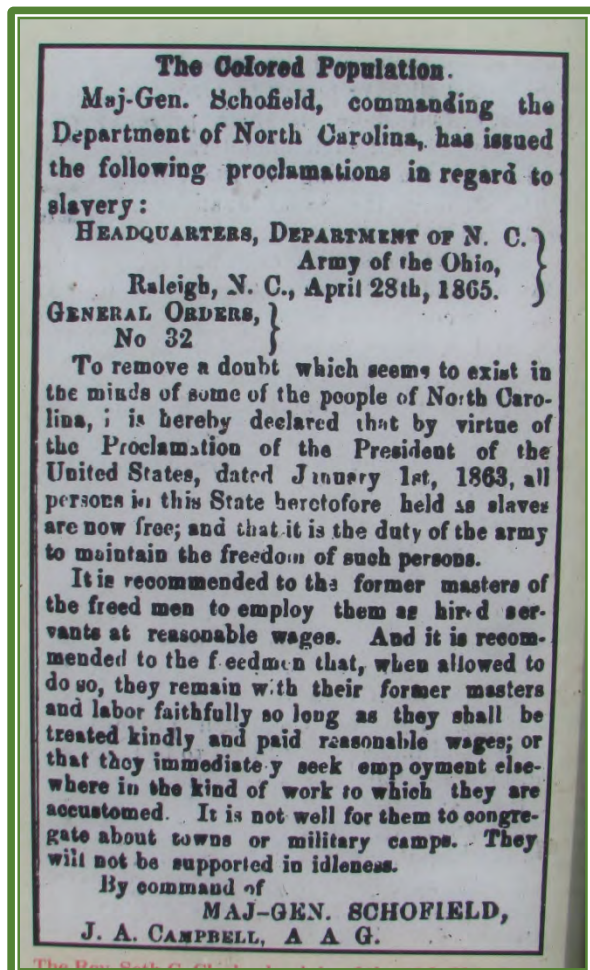 The Colored Population.
Maj-Gen. Schofield, commanding the
Department of North Carolina, has issued
the following proclamations in regard to
slavery:
HEADQUARTERS, DEPARTMENT OF N. C.
Army of the Ohio,
Raleigh, N. C., April 28th, 1865.
GENERAL ORDERS,
No 32
To remove a doubt which seems to exist in
the minds of some of the people of North Caro-
lina, i is hereby declared that by virtue of
the Proclamation of the President of the
United States, dated January 1st, 1863, all
persons in this State heretofore held as slaves
are now free; and that it is the duty of the army
to maintain the freedom of such persons.
It is recommended to the former masters of
the freed men to employ them as hired ser-
vants at reasonable wages. And it is recom-
mended to the f eedmen that, when allowed to
do so, they remain with their former masters
and labor faithfully so long as they shall be
treated kindly and paid reasonable wages; or
that they immediate y seek emp oyment else-
where in the kind of work to which they are
accustomed. It is not well for them to congre-
gate about towns or military camps. They
will not be supported in idleness.
By command of
MAJ-GEN. SCHOFIELD,
J. A. CAMPBELL, A A G.